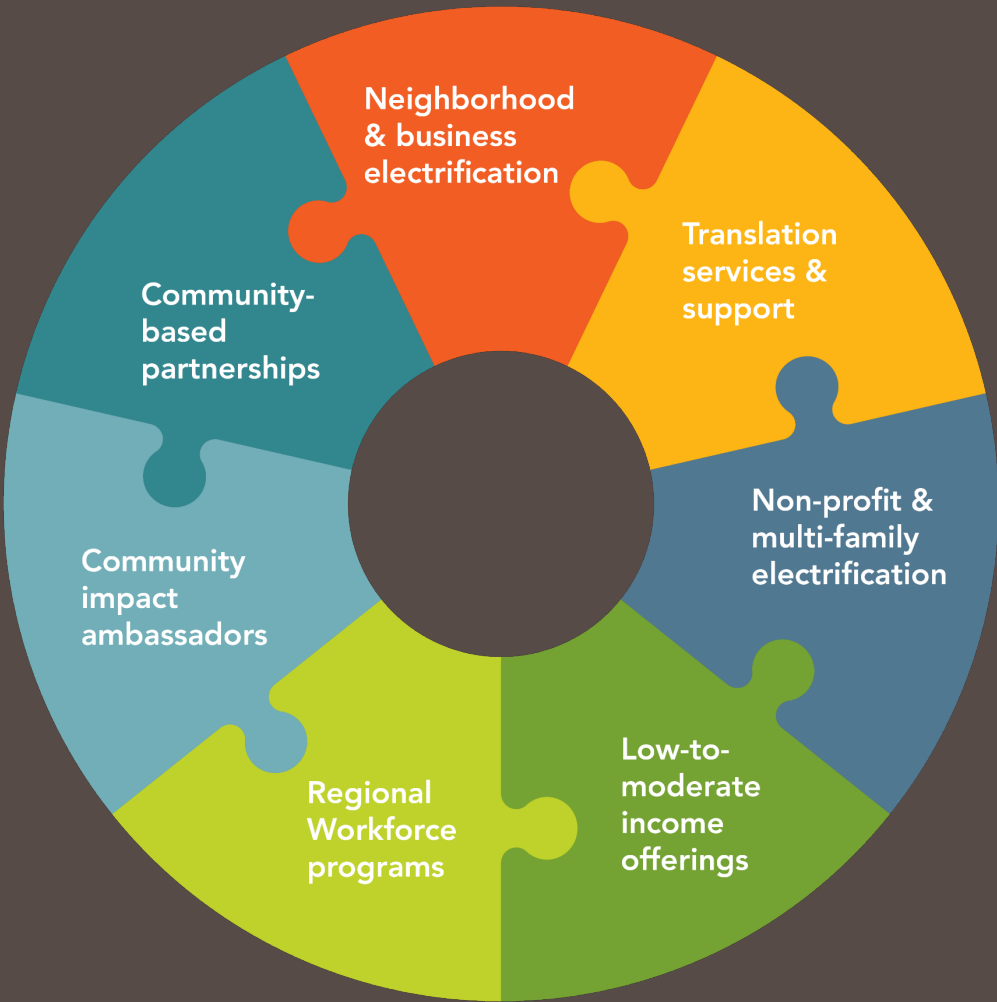 Neighborhood
& business
electrification
Translation
services &
support
Non-profit &
multi-family
electrification
Low-to-
moderate
income
offerings
Regional
Workforce
programs
Community
impact
ambassadors
Community-
based
partnerships